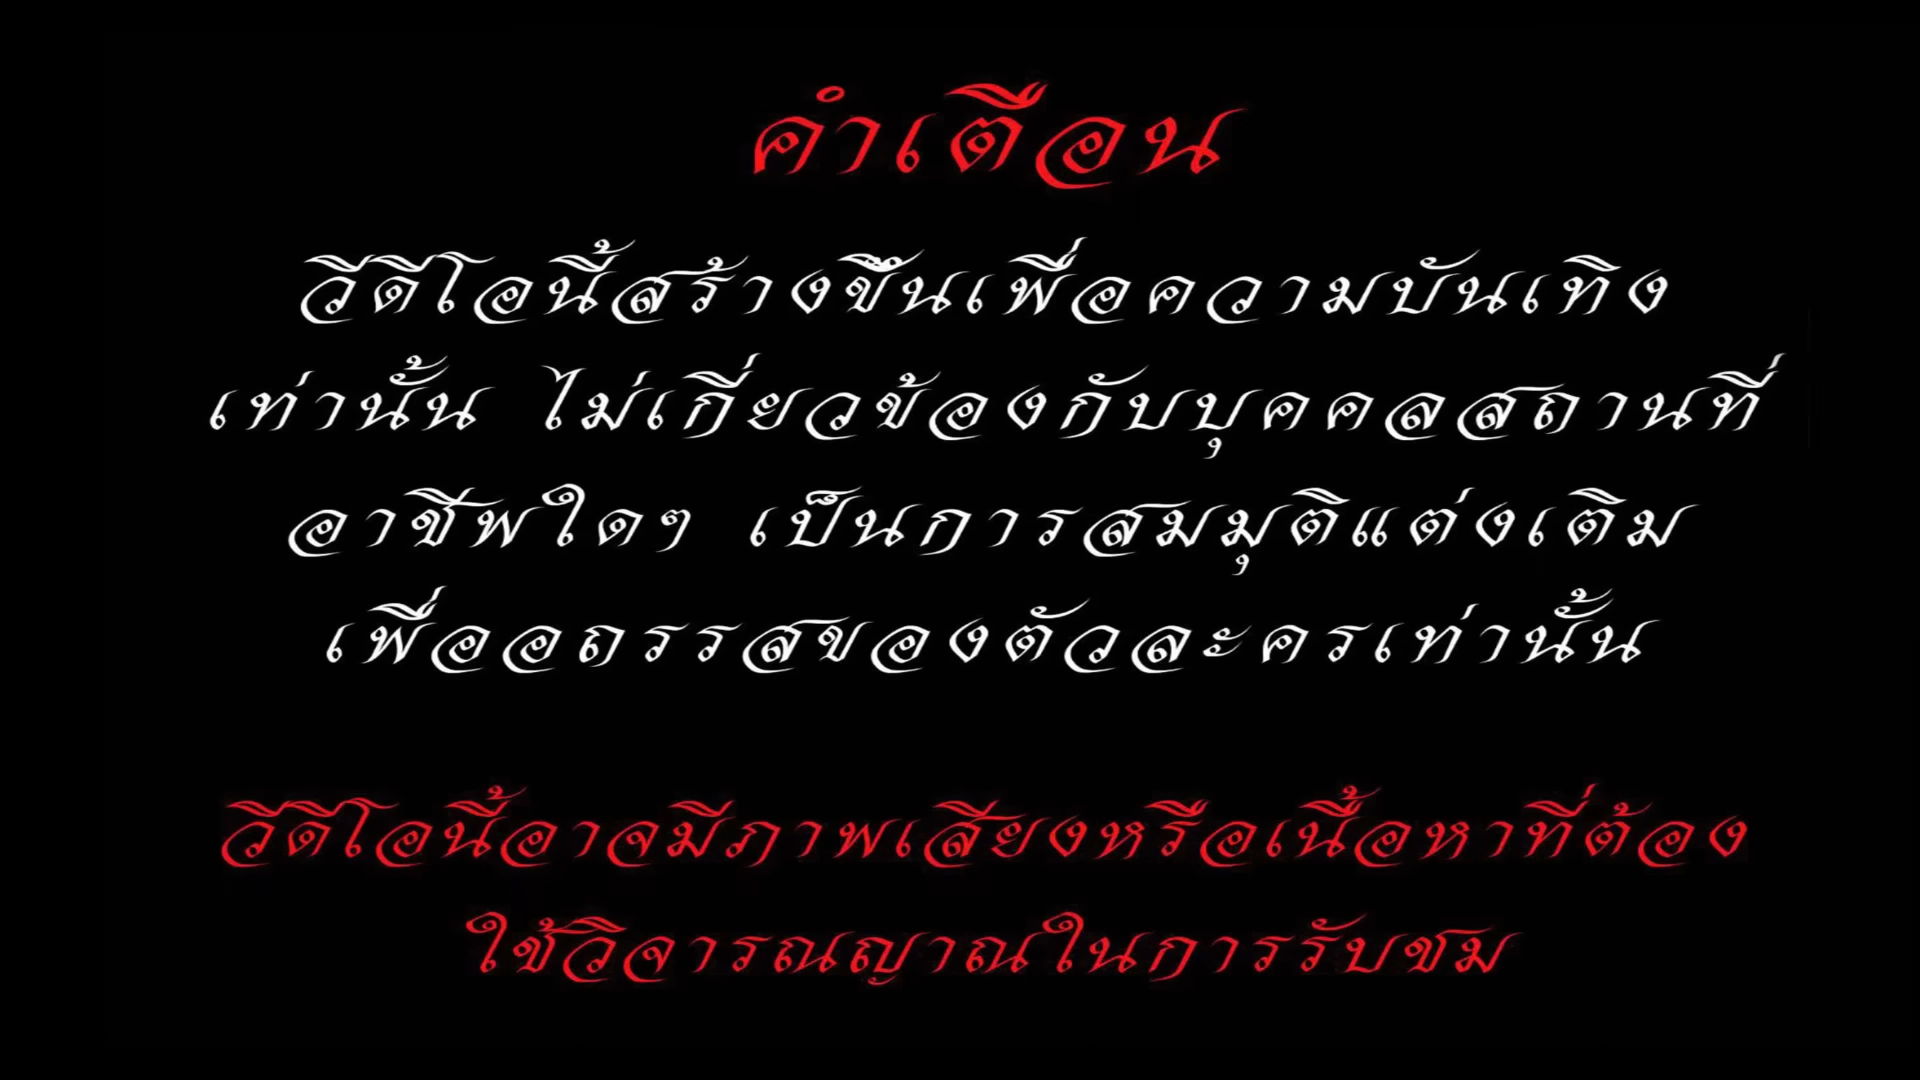 คำเตือน
วีดีโอนี้สร้างขึ้นเพื่อความบันเทิง
เท่านั้น ไม่เกี่ยวข้องกับบุคคลสถานที่
อาชีพใดๆ เป็นการสมมุติแต่งเติม
เพื่ออถรรสของตัวละครเท่านั้น
วีดีโอนี้อาจมีภาพเสียงหรือเนื้อหาที่ต้อง
ใช้วิจารณญาณในการรับชม